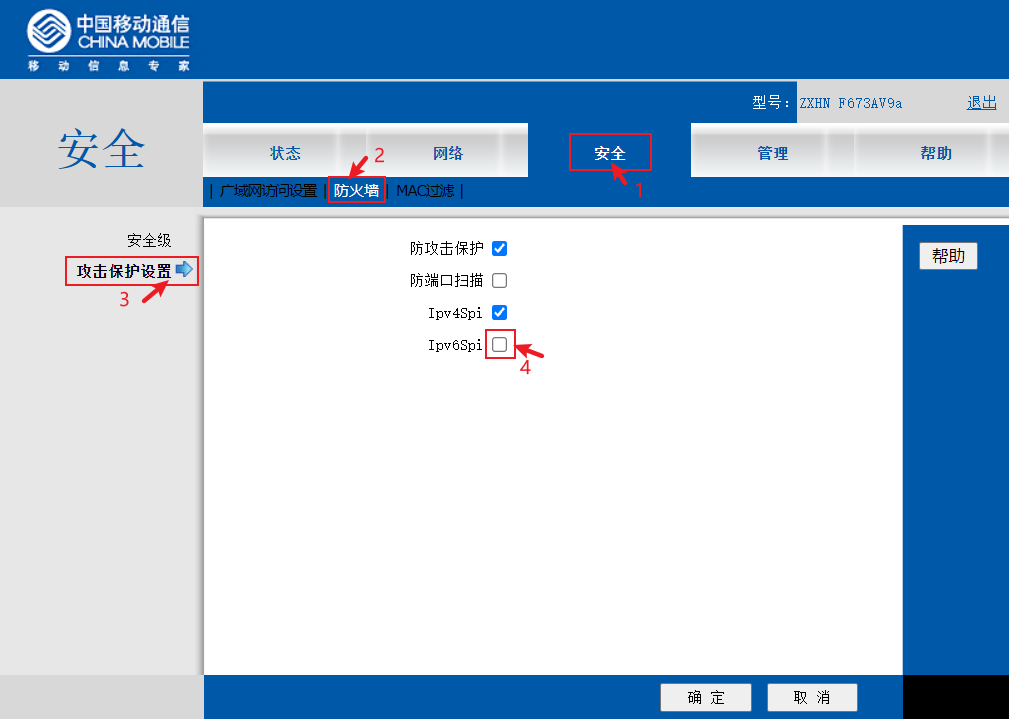 中国移动通信
CHINA MOBILE
移动信息专家
型号: ZXHN F673AV9a 退出
安全
状态 网络 安全 管理 帮助
2
1
| 广域网访问设置 | 防火墙 | MAC过滤 |
安全级
攻击保护设置
3
防攻击保护
防端口扫描
Ipv4Spi
Ipv6Spi
4
帮助
确 定 取 消